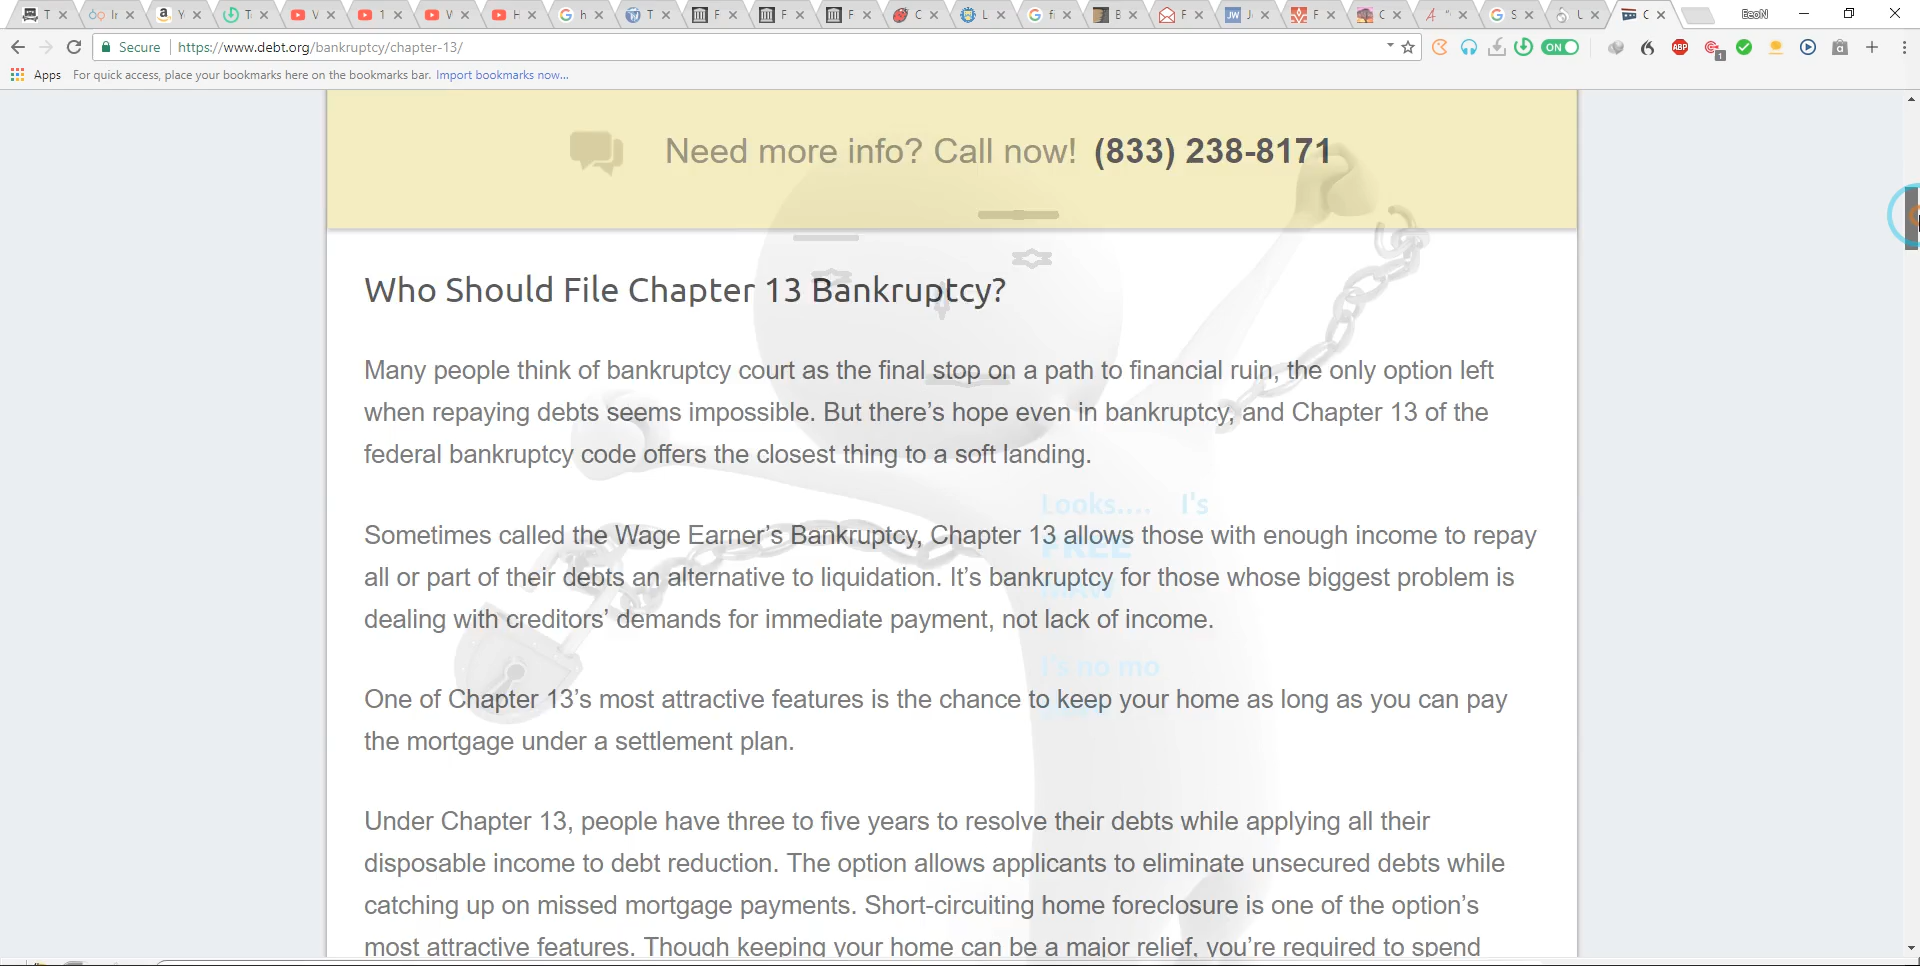 T
Ir
Y
T
V
1
V
H
h
T
F
F
F
C
L
fi
E
F
J
F
C
"
S
U
C
EeoN
Secure
https://www.debt.org/bankruptcy/chapter-13/
ON
ABP
1
Apps
For quick access, place your bookmarks here on the bookmarks bar. Import bookmarks now...
Need more info? Call now! (833) 238-8171
Who Should File Chapter 13 Bankruptcy?
Many people think of bankruptcy court as the final stop on a path to financial ruin, the only option left
when repaying debts seems impossible. But there’s hope even in bankruptcy, and Chapter 13 of the
federal bankruptcy code offers the closest thing to a soft landing.
Looks.... I's
Sometimes called the Wage Earner’s Bankruptcy, Chapter 13 allows those with enough income to repay
FREE
all or part of their debts an alternative to liquidation. It’s bankruptcy for those whose biggest problem is
dealing with creditors’ demands for immediate payment, not lack of income.
I's no mo
One of Chapter 13’s most attractive features is the chance to keep your home as long as you can pay
the mortgage under a settlement plan.
Under Chapter 13, people have three to five years to resolve their debts while applying all their
disposable income to debt reduction. The option allows applicants to eliminate unsecured debts while
catching up on missed mortgage payments. Short-circuiting home foreclosure is one of the option’s
most attractive features. Though keeping your home can be a major relief, you’re required to spend